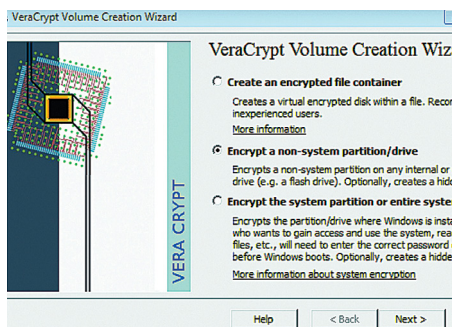 . VeraCrypt Volume Creation Wizard
VeraCrypt Volume Creation Wiz
Create an encrypted file container
Creates a virtual encrypted disk within a file. Recor
inexperienced users.
More information
Encrypt a non-system partition/drive
Encrypts a non-system partition on any internal or
drive (e.g. a flash drive). Optionally, creates a hidd
Encrypt the system partition or entire syste
Encrypts the partition/drive where Windows is insta
who wants to gain access and use the system, rea
files, etc., will need to enter the correct password
before Windows boots. Optionally, creates a hidde
More information about system encryption
VERA CRYPT
Help
< Back
Next >